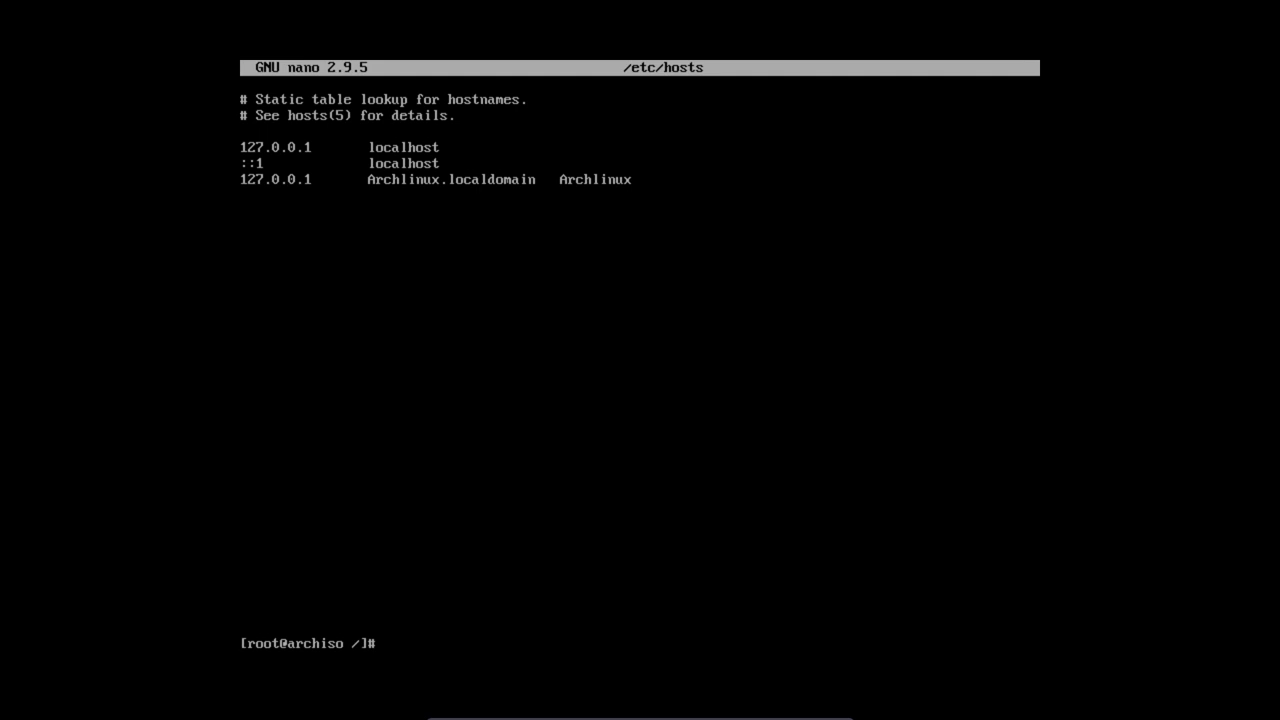 GNU nano 2.9.5 /etc/hosts
# Static table lookup for hostnames.
# See hosts(5) for details.
127.0.0.1 localhost
::1 localhost
127.0.0.1 Archlinux.localdomain Archlinux
[root@archiso /]#